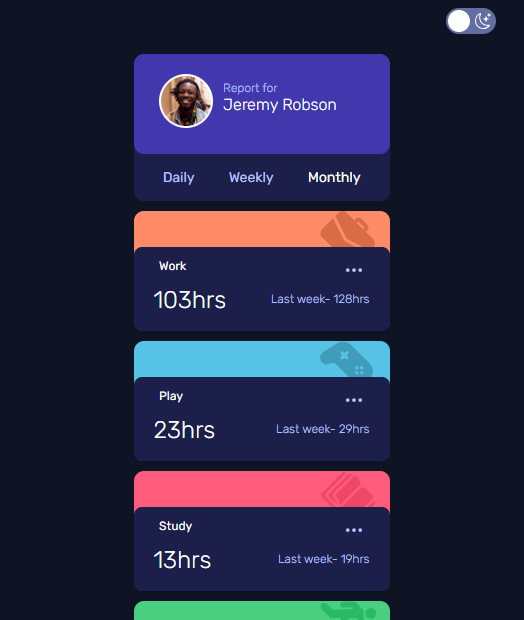 Report for
Jeremy Robson
Daily Weekly Monthly
Work
103hrs Last week- 128hrs
Play
23hrs Last week- 29hrs
Study
13hrs Last week- 19hrs